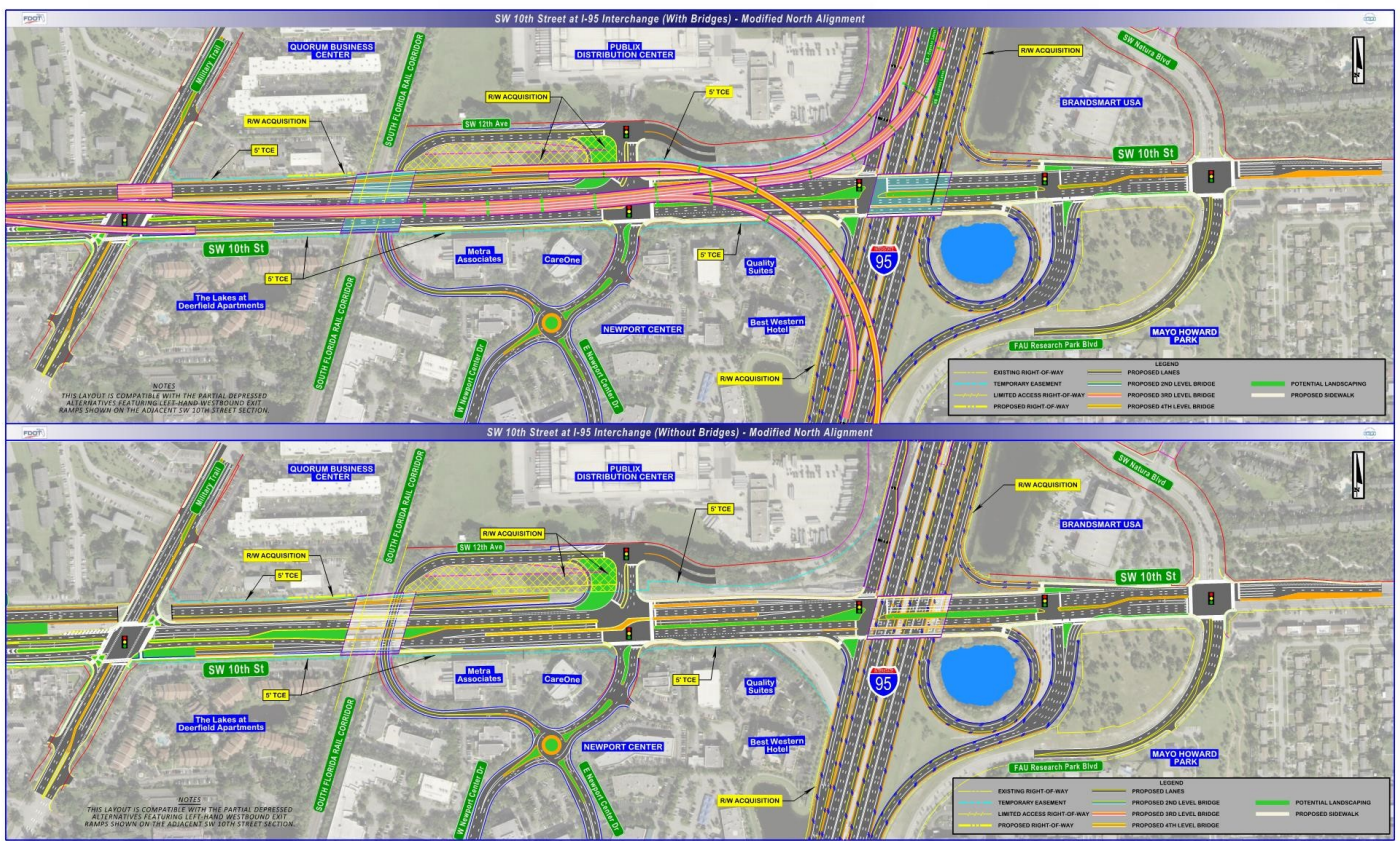 FDOT
SW 10th Street at I-95 Interchange (With Bridges) - Modified North Alignment
Military Trail
QUORUM BUSINESS
CENTER
SOUTH FLORIDA RAIL CORRIDOR
PUBLIX
DISTRIBUTION CENTER
R/W ACQUISITION
SW Natura Blvd
N
BRANDSMART USA
R/W ACQUISITION
5' TCE
R/W ACQUISITION
SW 12th Ave
5' TCE
SW 10th St
SW 10th St
5' TCE
Metra
Associates
CareOne
5' TCE
Quality
Suites
95
The Lakes at
Deerfield Apartments
SOUTH FLORIDA RAIL CORRIDOR
NEWPORT CENTER
Best Western
Hotel
MAYO HOWARD
PARK
FAU Research Park Blvd
W Newport Center Dr
E Newport Center Dr
R/W ACQUISITION
NOTES
THIS LAYOUT IS COMPATIBLE WITH THE PARTIAL DEPRESSED
ALTERNATIVES FEATURING LEFT-HAND WESTBOUND EXIT
RAMPS SHOWN ON THE ADJACENT SW 10TH STREET SECTION.
LEGEND
EXISTING RIGHT-OF-WAY
PROPOSED LANES
TEMPORARY EASEMENT
PROPOSED 2ND LEVEL BRIDGE
POTENTIAL LANDSCAPING
LIMITED ACCESS RIGHT-OF-WAY
PROPOSED 3RD LEVEL BRIDGE
PROPOSED SIDEWALK
PROPOSED RIGHT-OF-WAY
PROPOSED 4TH LEVEL BRIDGE
FDOT
SW 10th Street at I-95 Interchange (Without Bridges) - Modified North Alignment
Military Trail
QUORUM BUSINESS
CENTER
SOUTH FLORIDA RAIL CORRIDOR
PUBLIX
DISTRIBUTION CENTER
R/W ACQUISITION
SW Natura Blvd
N
BRANDSMART USA
5' TCE
R/W ACQUISITION
SW 12th Ave
R/W ACQUISITION
5' TCE
SW 10th St
SW 10th St
5' TCE
Metra
Associates
CareOne
5' TCE
Quality
Suites
95
The Lakes at
Deerfield Apartments
SOUTH FLORIDA RAIL CORRIDOR
NEWPORT CENTER
Best Western
Hotel
MAYO HOWARD
PARK
FAU Research Park Blvd
W Newport Center Dr
E Newport Center Dr
R/W ACQUISITION
NOTES
THIS LAYOUT IS COMPATIBLE WITH THE PARTIAL DEPRESSED
ALTERNATIVES FEATURING LEFT-HAND WESTBOUND EXIT
RAMPS SHOWN ON THE ADJACENT SW 10TH STREET SECTION.
LEGEND
EXISTING RIGHT-OF-WAY
PROPOSED LANES
TEMPORARY EASEMENT
PROPOSED 2ND LEVEL BRIDGE
POTENTIAL LANDSCAPING
LIMITED ACCESS RIGHT-OF-WAY
PROPOSED 3RD LEVEL BRIDGE
PROPOSED SIDEWALK
PROPOSED RIGHT-OF-WAY
PROPOSED 4TH LEVEL BRIDGE